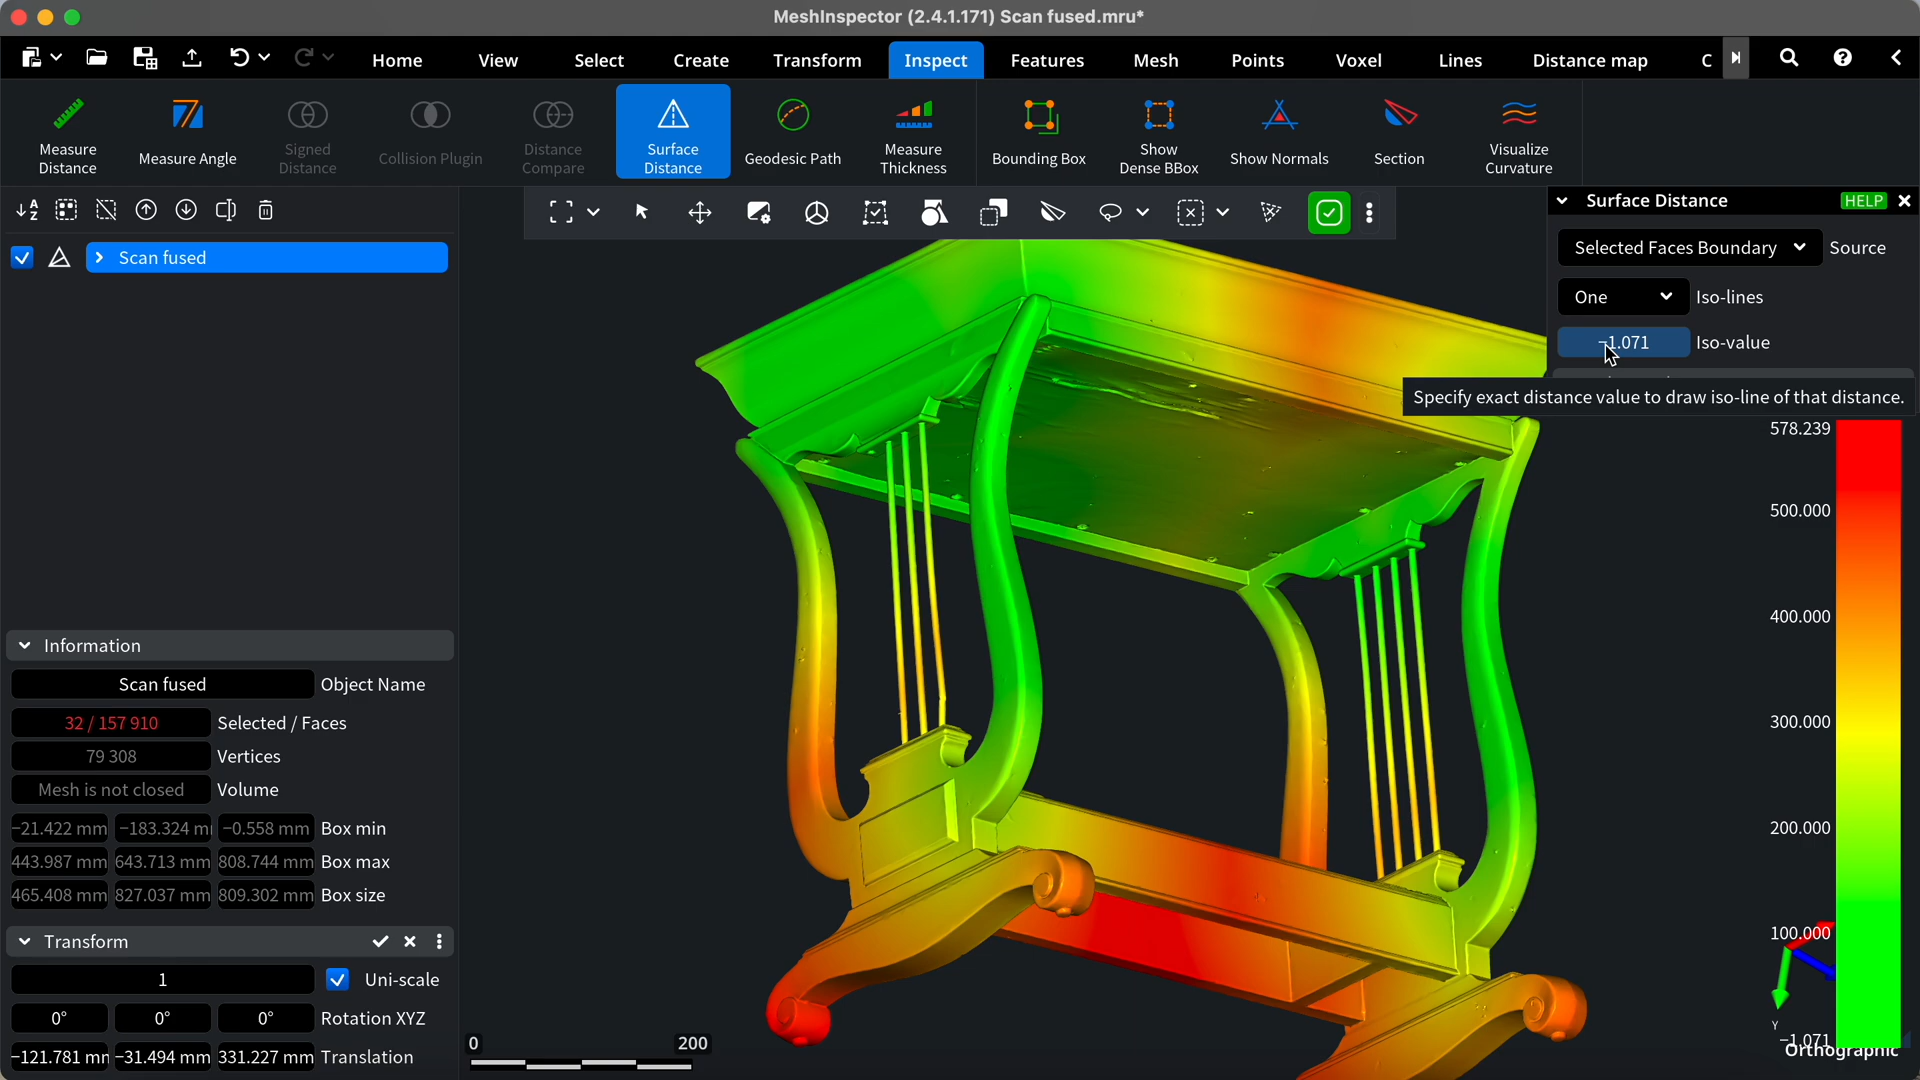 MeshInspector (2.4.1.171) Scan fused.mru*
Home View Select Create Transform Inspect Features Mesh Points Voxel Lines Distance map C
Measure Distance
Measure Angle
Signed Distance
Collision Plugin
Distance Compare
Surface Distance
Geodesic Path
Measure Thickness
Bounding Box
Show Dense BBox
Show Normals
Section
Visualize Curvature
Surface Distance HELP
Selected Faces Boundary Source
One Iso-lines
−1.071 Iso-value
Specify exact distance value to draw iso-line of that distance.
Scan fused
Information
Scan fused Object Name
32 / 157 910 Selected / Faces
79 308 Vertices
Mesh is not closed Volume
−21.422 mm −183.324 m −0.558 mm Box min
443.987 mm 643.713 mm 808.744 mm Box max
465.408 mm 827.037 mm 809.302 mm Box size
Transform
1 Uni-scale
0° 0° 0° Rotation XYZ
−121.781 mm −31.494 mm 331.227 mm Translation
0 200
578.239
500.000
400.000
300.000
200.000
100.000
−1.071
Y
Orthographic